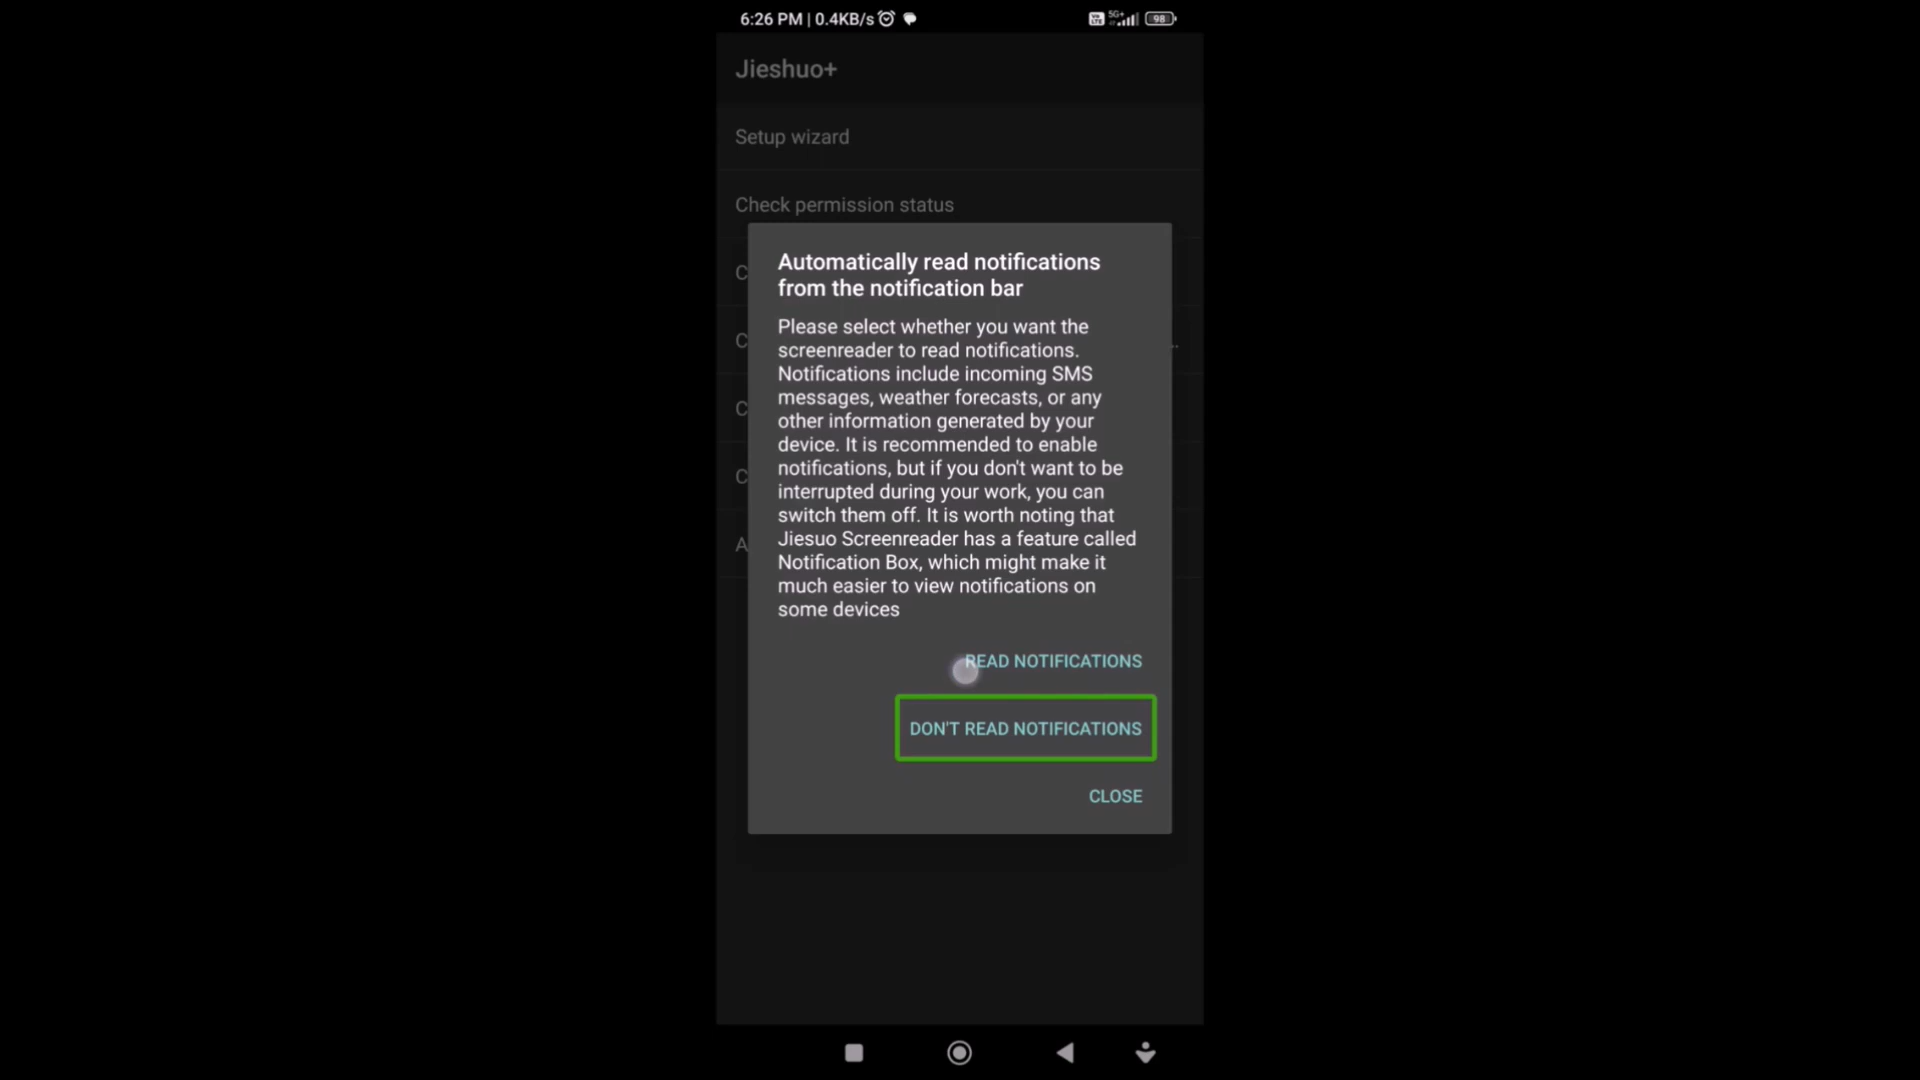 6:26 PM | 0.4KB/s
Vo LTE 5G+ 98
Jieshuo+
Setup wizard
Check permission status
C
C
..
C
C
A
Automatically read notifications
from the notification bar
Please select whether you want the
screenreader to read notifications.
Notifications include incoming SMS
messages, weather forecasts, or any
other information generated by your
device. It is recommended to enable
notifications, but if you don't want to be
interrupted during your work, you can
switch them off. It is worth noting that
Jiesuo Screenreader has a feature called
Notification Box, which might make it
much easier to view notifications on
some devices
READ NOTIFICATIONS
DON'T READ NOTIFICATIONS
CLOSE